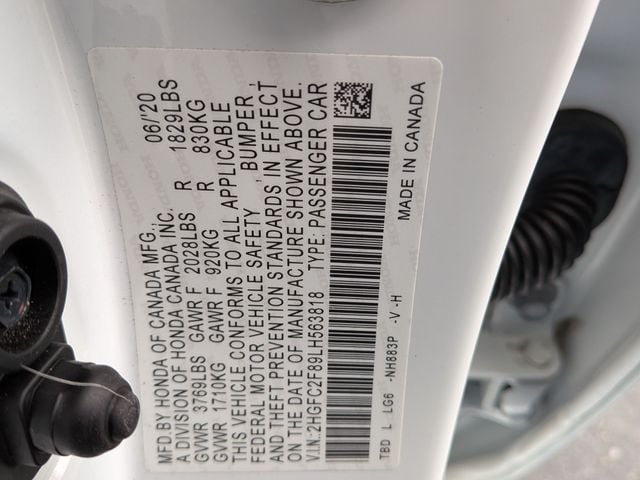 MFD.BY HONDA OF CANADA MFG., 06/'20
A DIVISION OF HONDA CANADA INC.
GVWR 3769LBS GAWR F 2028LBS R 1829LBS
GVWR 1710KG GAWR F 920KG R 830KG
THIS VEHICLE CONFORMS TO ALL APPLICABLE
FEDERAL MOTOR VEHICLE SAFETY BUMPER,
AND THEFT PREVENTION STANDARDS IN EFFECT
ON THE DATE OF MANUFACTURE SHOWN ABOVE.
V.I.N:2HGFC2F89LH663818 TYPE:PASSENGER CAR
TBD L LG6 -NH883P -V -H
MADE IN CANADA